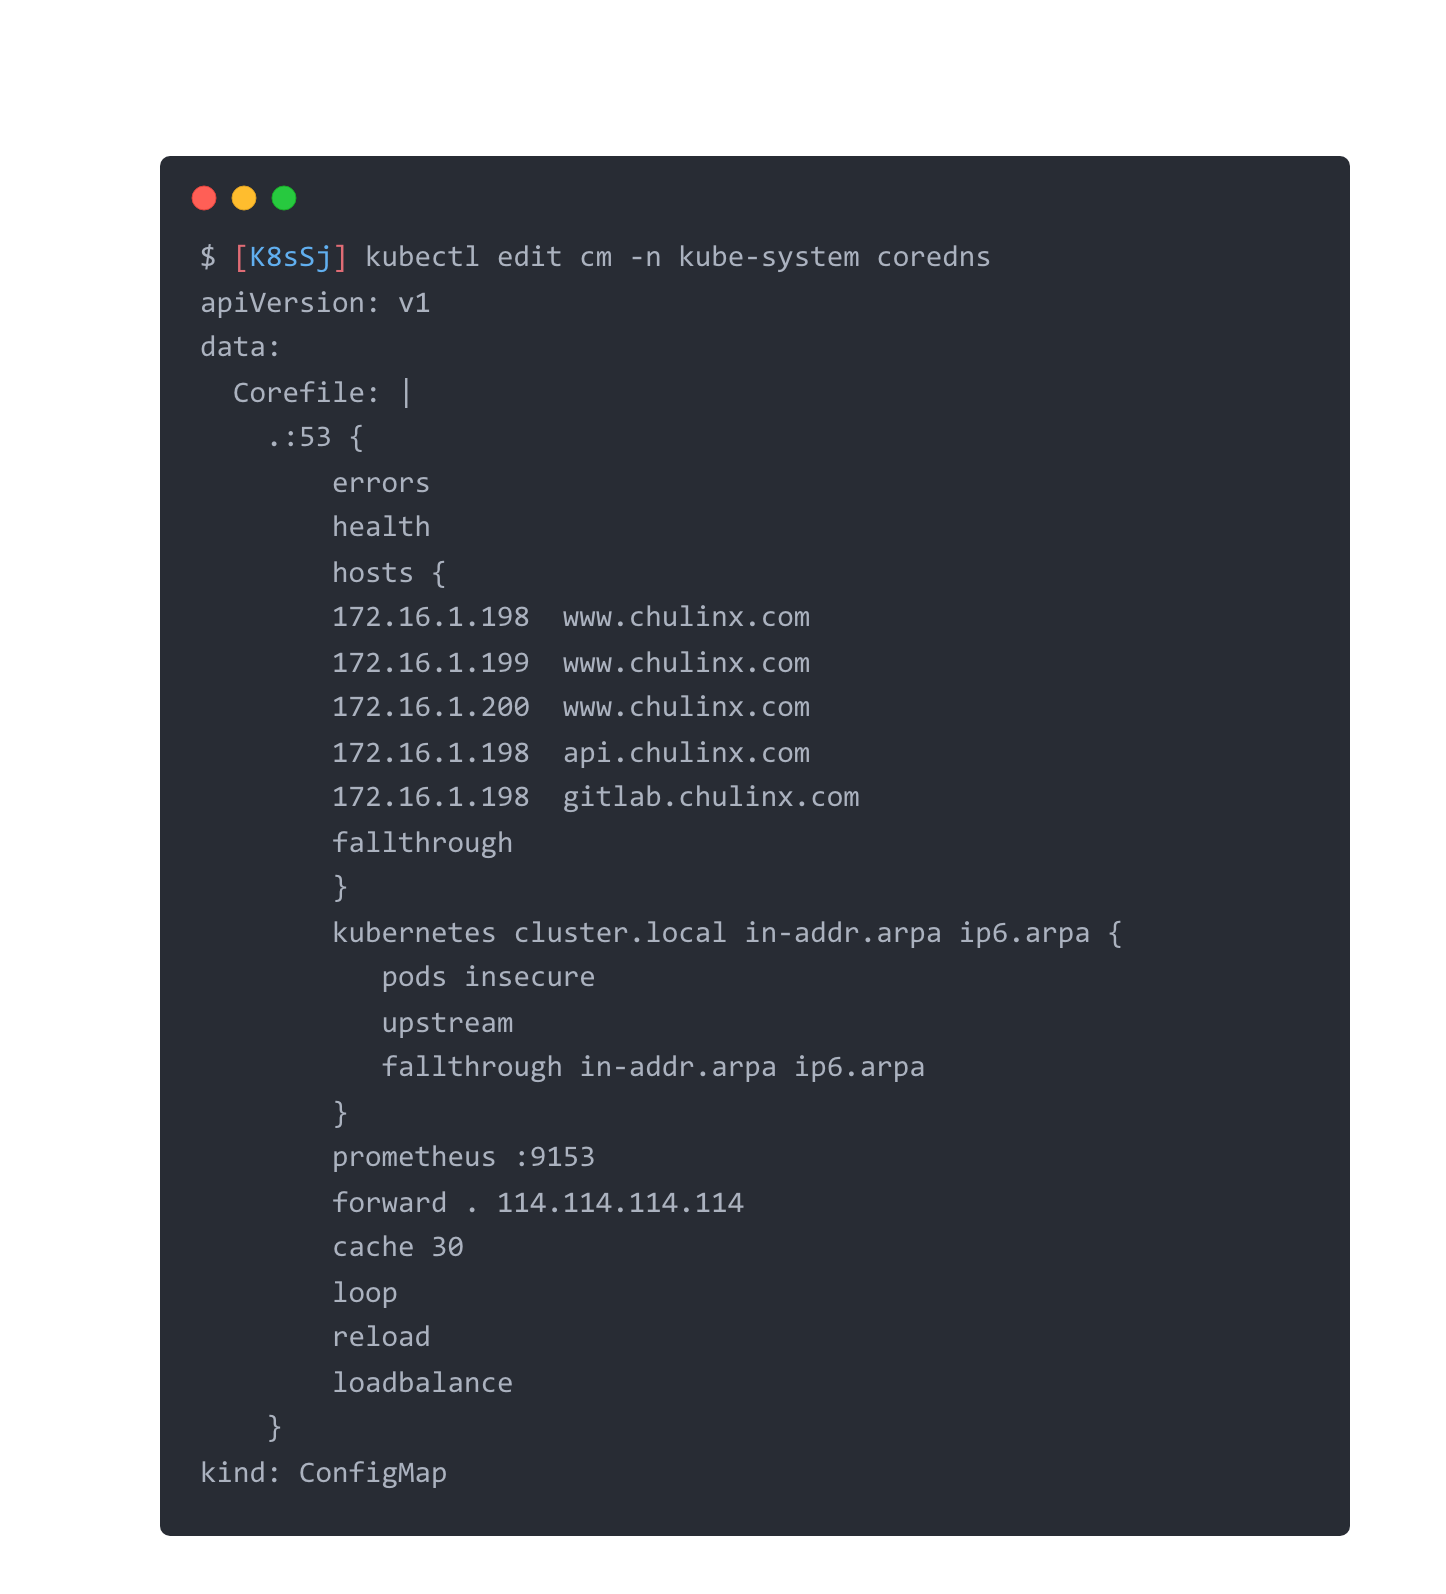 $ [K8sSj] kubectl edit cm -n kube-system coredns
apiVersion: v1
data:
  Corefile: |
    .:53 {
        errors
        health
        hosts {
        172.16.1.198  www.chulinx.com
        172.16.1.199  www.chulinx.com
        172.16.1.200  www.chulinx.com
        172.16.1.198  api.chulinx.com
        172.16.1.198  gitlab.chulinx.com
        fallthrough
        }
        kubernetes cluster.local in-addr.arpa ip6.arpa {
           pods insecure
           upstream
           fallthrough in-addr.arpa ip6.arpa
        }
        prometheus :9153
        forward . 114.114.114.114
        cache 30
        loop
        reload
        loadbalance
    }
kind: ConfigMap